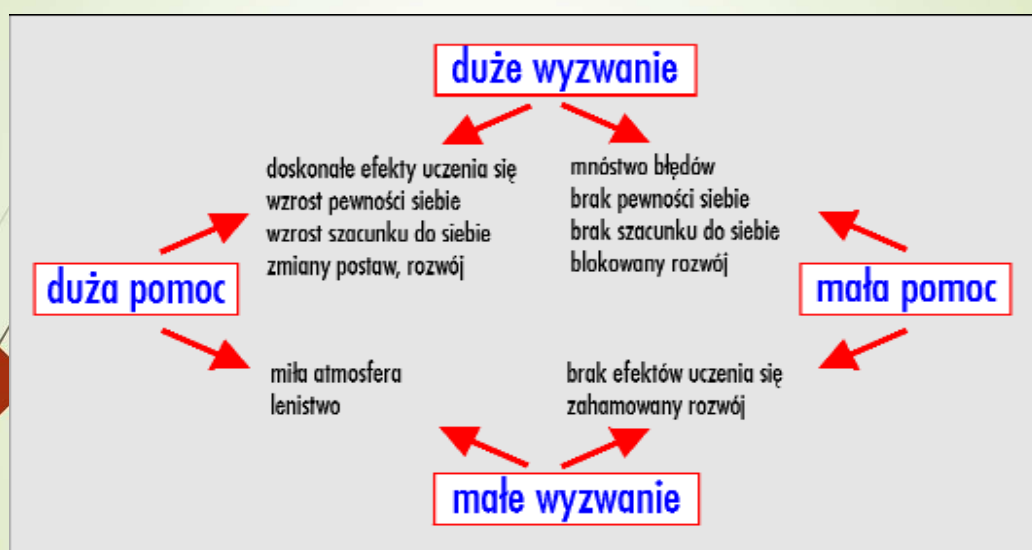 duże wyzwanie
doskonałe efekty uczenia się
wzrost pewności siebie
wzrost szacunku do siebie
zmiany postaw, rozwój
mnóstwo błędów
brak pewności siebie
brak szacunku do siebie
blokowany rozwój
duża pomoc
mała pomoc
miła atmosfera
lenistwo
brak efektów uczenia się
zahamowany rozwój
małe wyzwanie